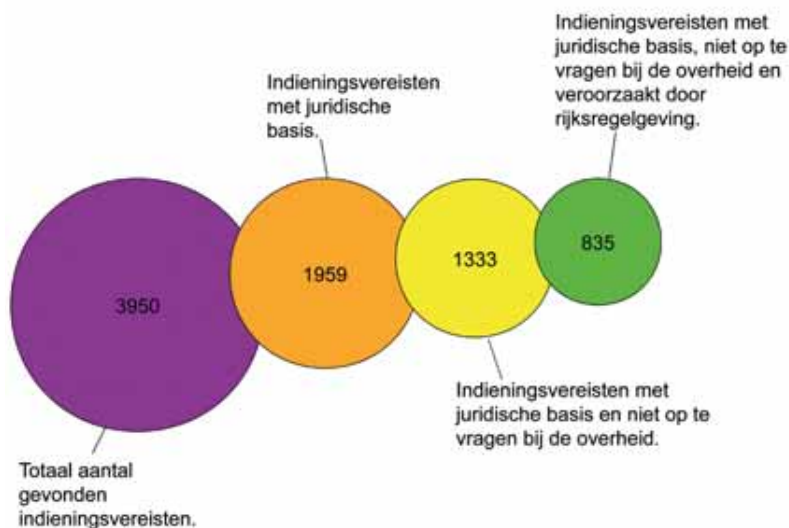 Indieningsvereisten met
juridische basis, niet op te
vragen bij de overheid en
veroorzaakt door
rijksregelgeving.
Indieningsvereisten
met juridische
basis.
835
1333
1959
3950
Indieningsvereisten met
juridische basis en niet op te
vragen bij de overheid.
Totaal aantal
gevonden
indieningsvereisten.